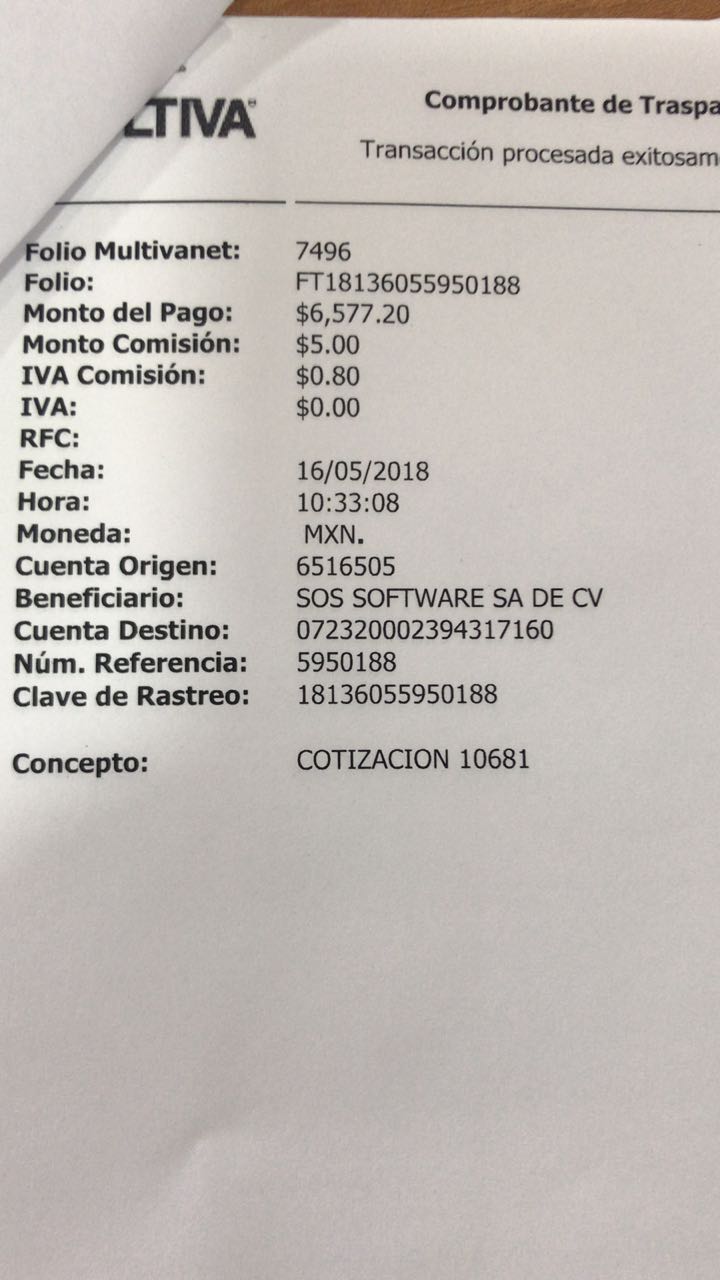 Comprobante de
Transacción procesada
Folio Multivanet: 7496
Folio: FT18136055950188
Monto del Pago: $6,577.20
Monto Comisión: $5.00
IVA Comisión: $0.80
IVA: $0.00
RFC:
Fecha: 16/05/2018
Hora: 10:33:08
Moneda: MXN.
Cuenta Origen: 6516505
Beneficiario: SOS SOFTWARE SA DE CV
Cuenta Destino: 072320002394317160
Núm. Referencia: 5950188
Clave de Rastreo: 18136055950188
Concepto: COTIZACION 10681